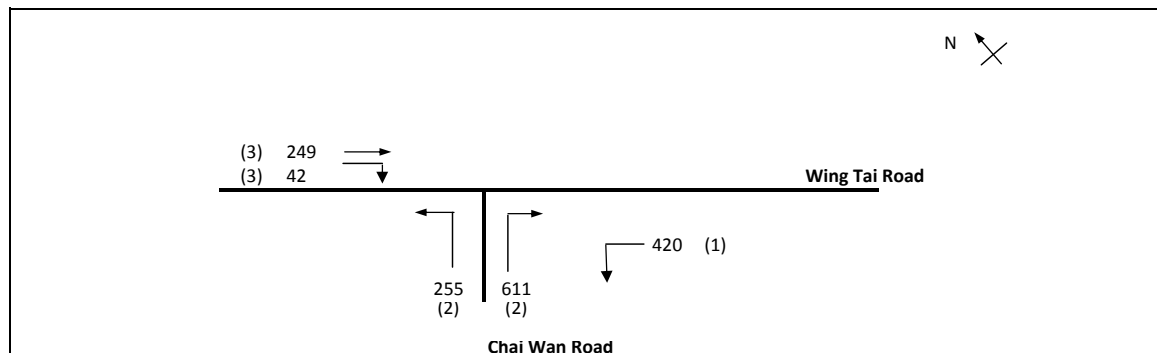 N
(3) 249
(3) 42
Wing Tai Road
420 (1)
255 611
(2) (2)
Chai Wan Road